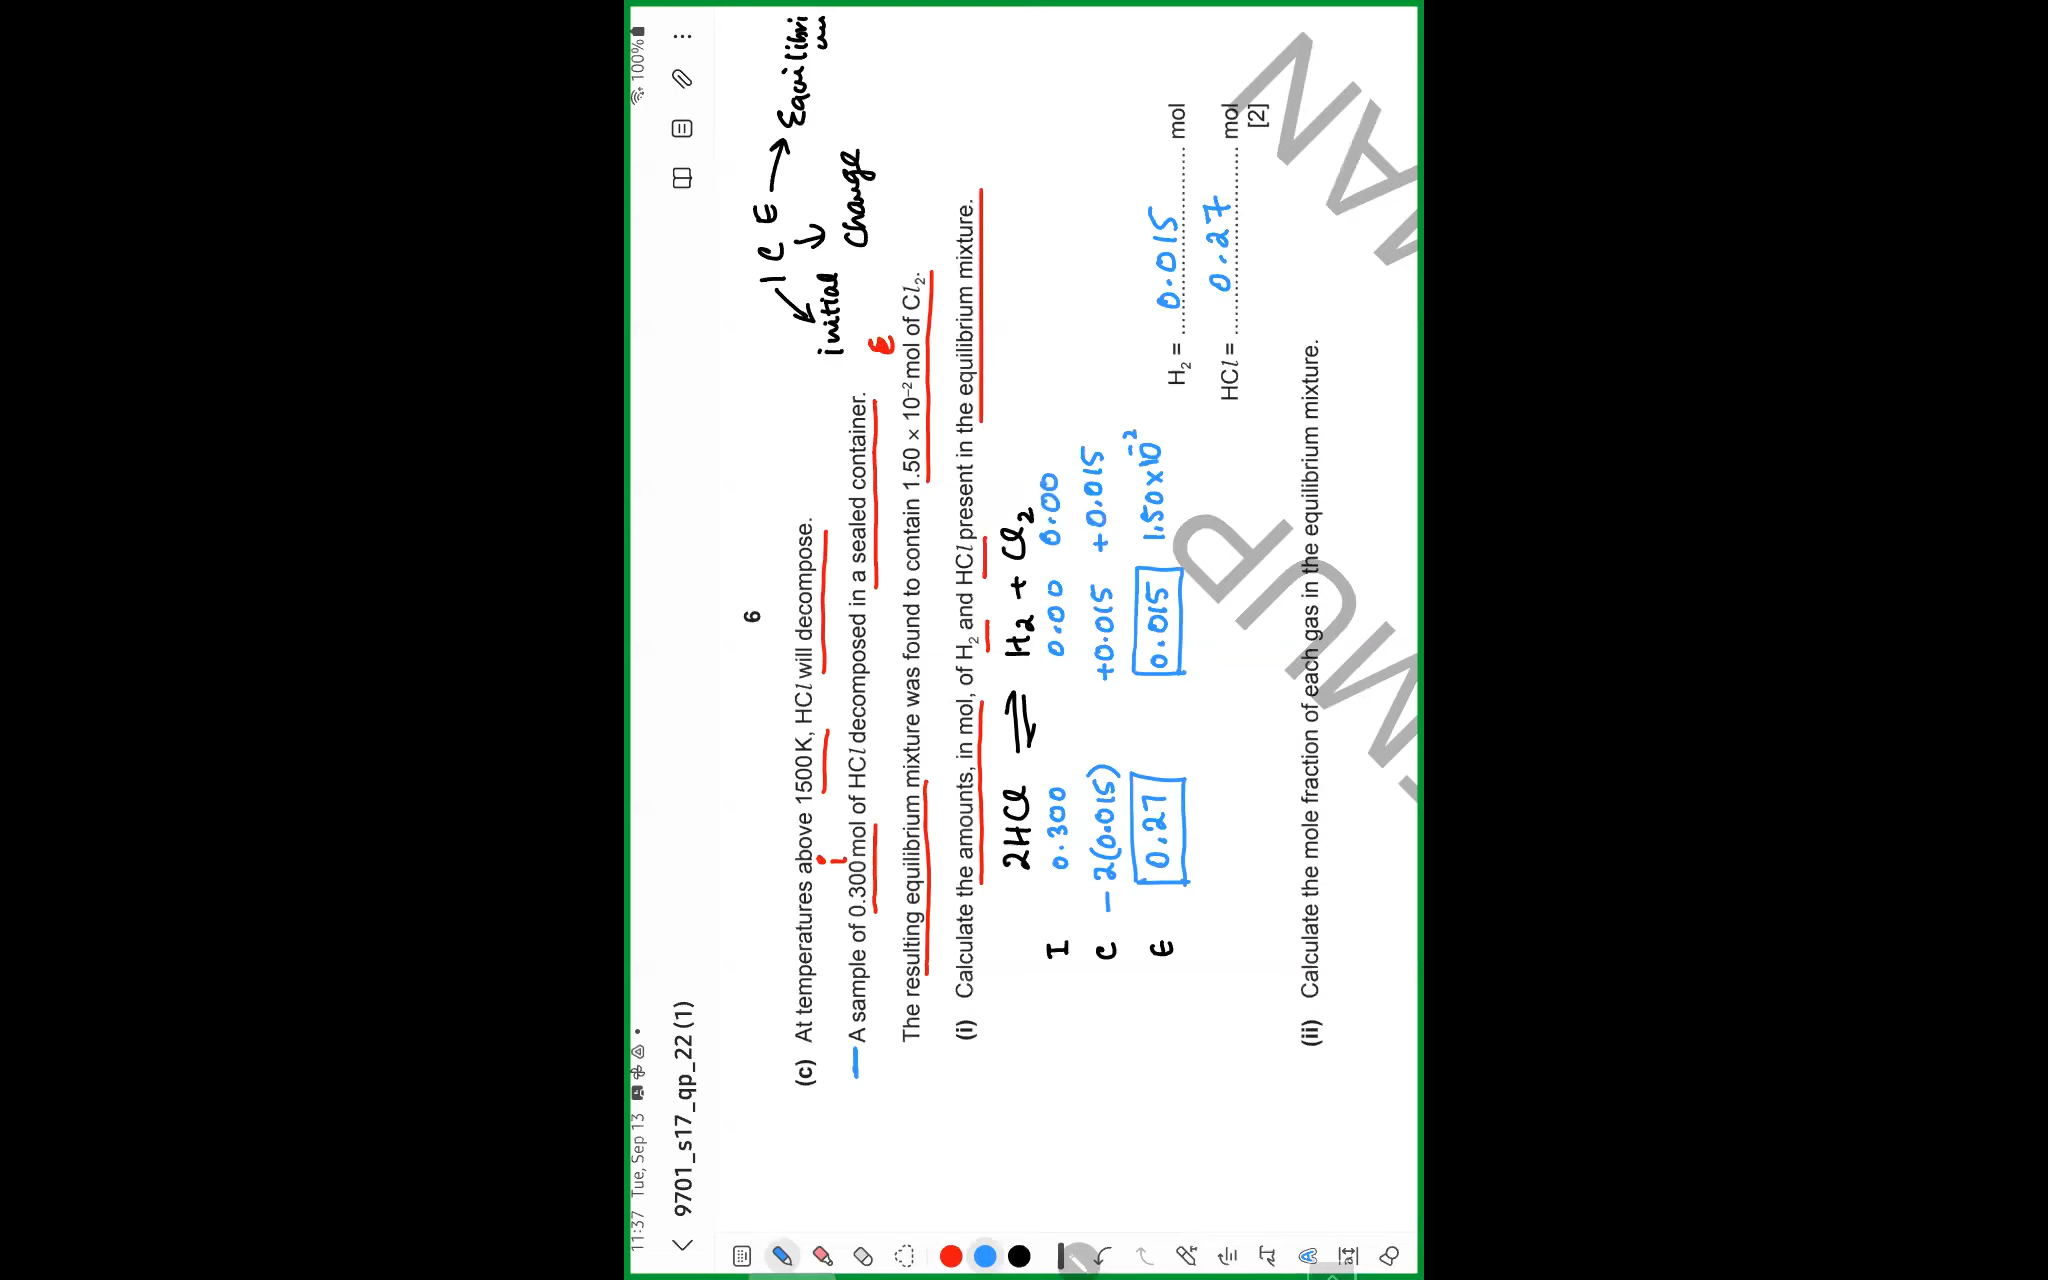 11:37 Tue, Sep 13 100%
9701_s17_qp_22 (1)
6
I C E → Equilibrium
initial
Change
(c) At temperatures above 1500 K, HCl will decompose.
i
A sample of 0.300 mol of HCl decomposed in a sealed container.
E
The resulting equilibrium mixture was found to contain 1.50 × 10⁻² mol of Cl₂.
(i) Calculate the amounts, in mol, of H₂ and HCl present in the equilibrium mixture.
2HCl ⇌ H₂ + Cl₂
I 0.300 0.00 0.00
C − 2(0.015) +0.015 +0.015
E 0.27 0.015 1.50×10⁻²
H₂ = 0.015 mol
HCl = 0.27 mol
[2]
(ii) Calculate the mole fraction of each gas in the equilibrium mixture.